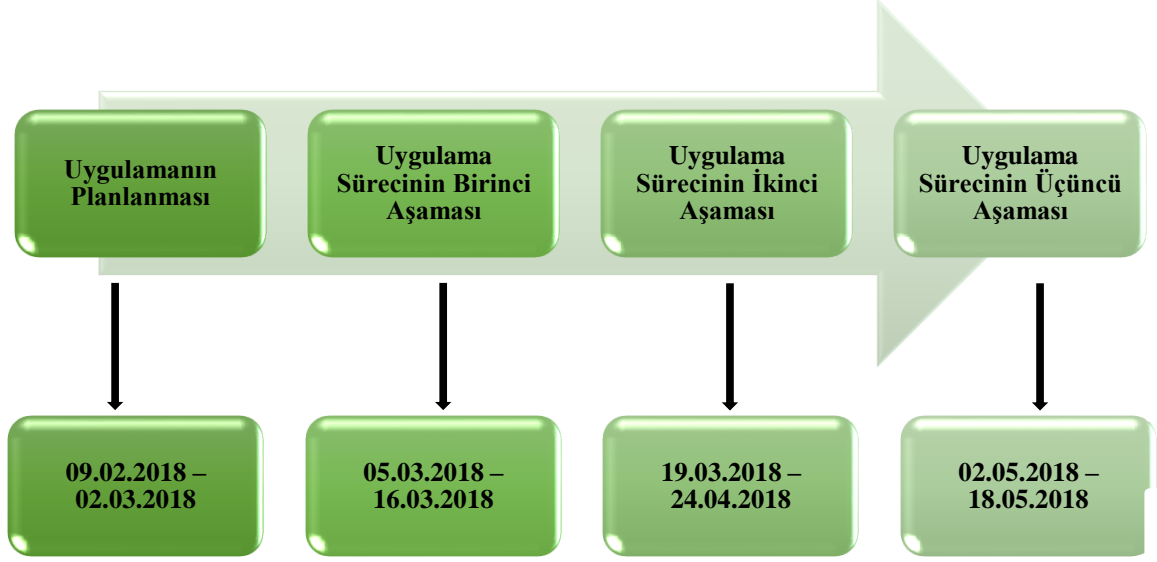 Uygulamanın
Planlanması
Uygulama
Sürecinin Birinci
Aşaması
Uygulama
Sürecinin İkinci
Aşaması
Uygulama
Sürecinin Üçüncü
Aşaması
09.02.2018 –
02.03.2018
05.03.2018 –
16.03.2018
19.03.2018 –
24.04.2018
02.05.2018 –
18.05.2018